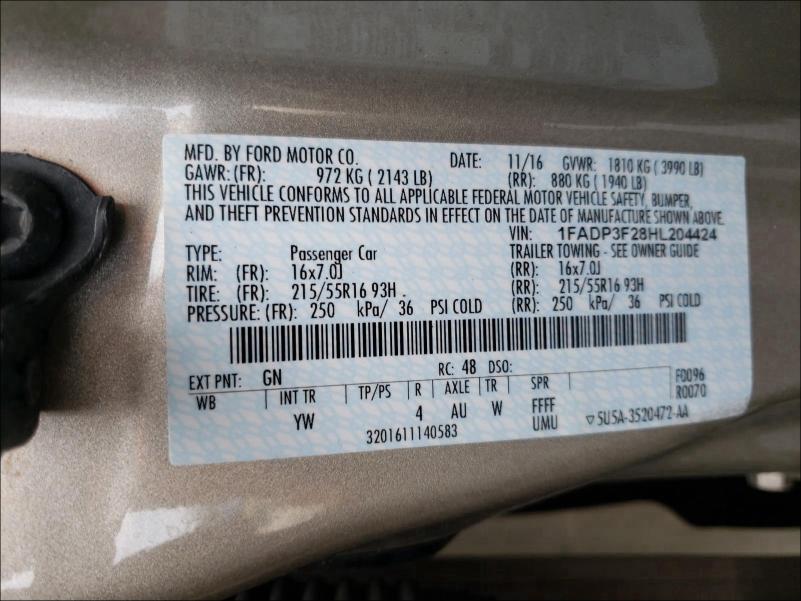 MFD. BY FORD MOTOR CO. DATE: 11/16 GVWR: 1810 KG ( 3990 LB)
GAWR: (FR): 972 KG ( 2143 LB) (RR): 880 KG ( 1940 LB)
THIS VEHICLE CONFORMS TO ALL APPLICABLE FEDERAL MOTOR VEHICLE SAFETY, BUMPER,
AND THEFT PREVENTION STANDARDS IN EFFECT ON THE DATE OF MANUFACTURE SHOWN ABOVE.
VIN: 1FADP3F28HL204424
TYPE: Passenger Car TRAILER TOWING - SEE OWNER GUIDE
RIM: (FR): 16x7.0J (RR): 16x7.0J
TIRE: (FR): 215/55R16 93H (RR): 215/55R16 93H
PRESSURE: (FR): 250 kPa/ 36 PSI COLD (RR): 250 kPa/ 36 PSI COLD
EXT PNT: GN RC: 48 DSO:
WB INT TR TP/PS R AXLE TR SPR F0096
R0070
YW 4 AU W FFFF
UMU
3201611140583 ▽ 5U5A-3520472-AA